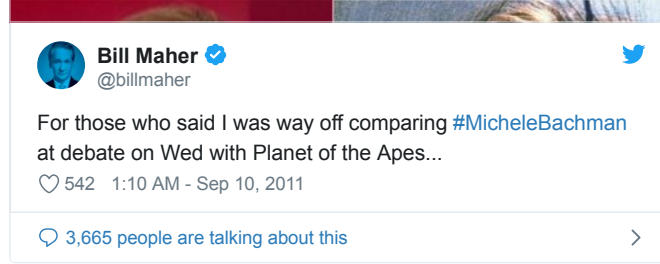 Bill Maher
@billmaher
For those who said I was way off comparing #MicheleBachman
at debate on Wed with Planet of the Apes...
542 1:10 AM - Sep 10, 2011
3,665 people are talking about this